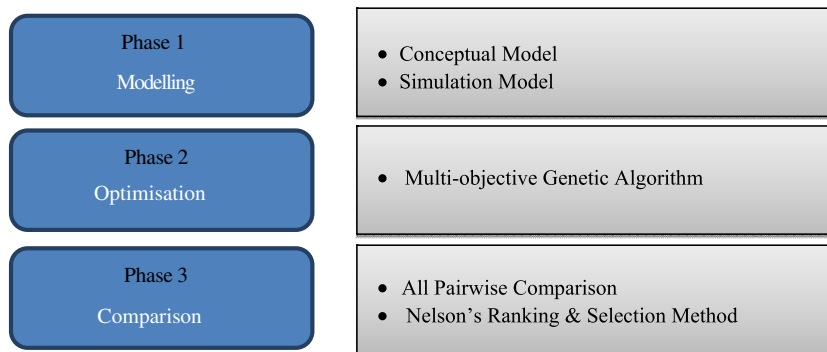 Phase 1
Modelling
• Conceptual Model
• Simulation Model
Phase 2
Optimisation
• Multi-objective Genetic Algorithm
Phase 3
Comparison
• All Pairwise Comparison
• Nelson’s Ranking & Selection Method